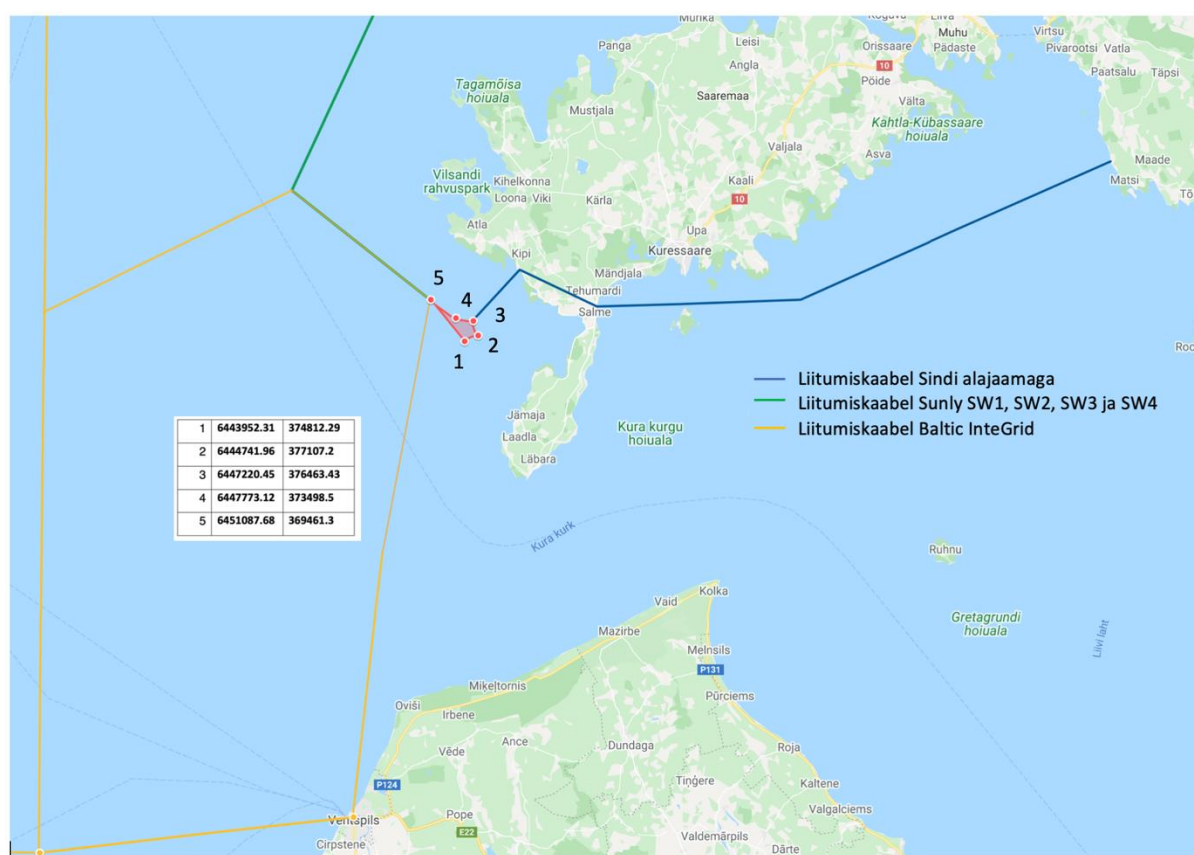 Murika
Koguva
Liiva
Panga
Leisi
Orissaare
Muhu
Virtsu
Angla
10
Pädaste
Pivarootsi
Vatla
Tagamõisa
hoiuala
Pöide
Paatsalu
Täpsi
Saaremaa
Mustjala
Välta
Kahtla-Kübassaare
hoiuala
Valjala
Asva
Maade
Vilsandi
rahvuspark
Kihelkonna
Loona
Viki
Kaali
Matsi
Kärla
10
Atla
Upa
Kipi
Kuressaare
Mändjala
5
Tehumardi
4
3
Salme
2
1
Liitumiskaabel Sindi alajaamaga
Liitumiskaabel Sunly SW1, SW2, SW3 ja SW4
Liitumiskaabel Baltic InteGrid
Jämaja
Laadla
Läbara
Kura kurgu
hoiuala
1 6443952.31 374812.29
2 6444741.96 377107.2
3 6447220.45 376463.43
4 6447773.12 373498.5
5 6451087.68 369461.3
Kura kurk
Ruhnu
Kolka
Vaid
Gretagrundi
hoiuala
Mazirbe
Liivi laht
Melnsils
P131
Miķeltornis
Pūrciems
Oviši
Irbene
Ance
Dundaga
Roja
Vēde
P124
Tiņģere
Kaltene
Ventspils
Pope
Valgalciems
E22
Cirpstene
Valdemārpils
Dārte